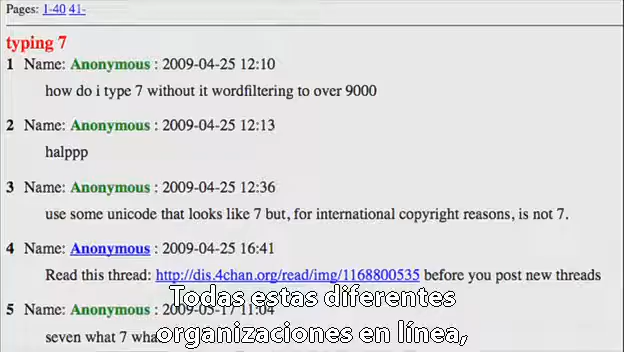 Pages: 1-40 41-
typing 7
1 Name: Anonymous : 2009-04-25 12:10
how do i type 7 without it wordfiltering to over 9000
2 Name: Anonymous : 2009-04-25 12:13
halppp
3 Name: Anonymous : 2009-04-25 12:36
use some unicode that looks like 7 but, for international copyright reasons, is not 7.
4 Name: Anonymous : 2009-04-25 16:41
Read this thread: http://dis.4chan.org/read/img/1168800535 before you post new threads
5 Name: Anonymous : 2009-05-17 11:04
seven what 7 wha
Todas estas diferentes
organizaciones en línea,